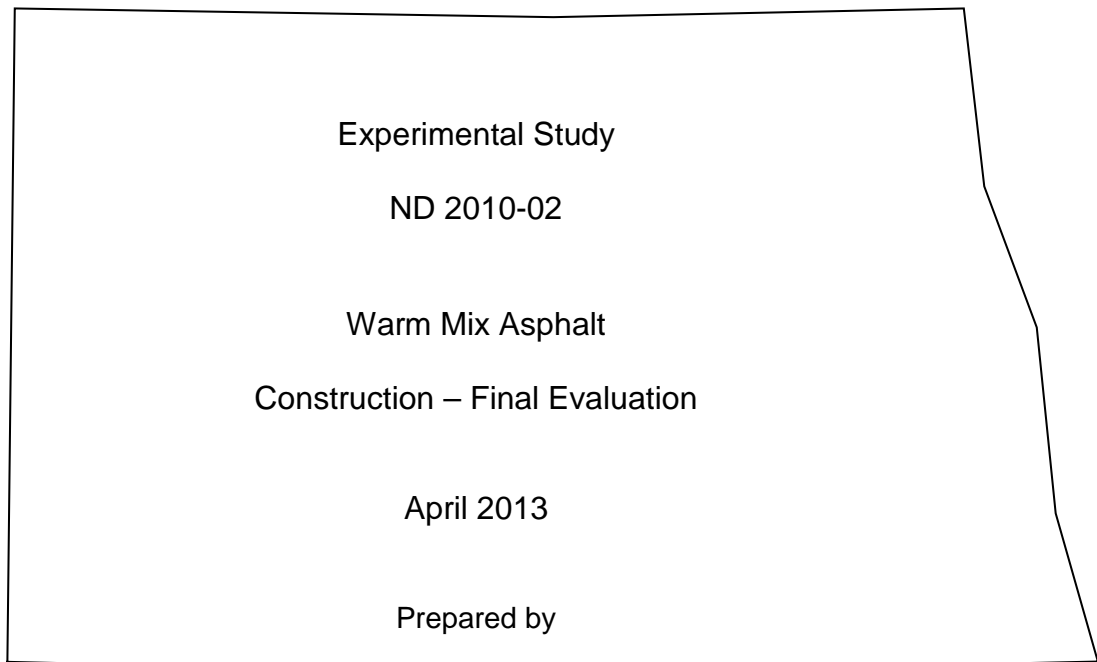 Experimental Study
ND 2010-02
Warm Mix Asphalt
Construction – Final Evaluation
April 2013
Prepared by